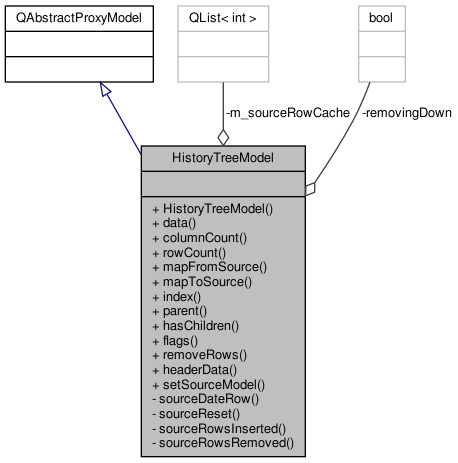 QAbstractProxyModel
QList< int >
bool
-m_sourceRowCache
-removingDown
HistoryTreeModel
+ HistoryTreeModel()
+ data()
+ columnCount()
+ rowCount()
+ mapFromSource()
+ mapToSource()
+ index()
+ parent()
+ hasChildren()
+ flags()
+ removeRows()
+ headerData()
+ setSourceModel()
- sourceDateRow()
- sourceReset()
- sourceRowsInserted()
- sourceRowsRemoved()